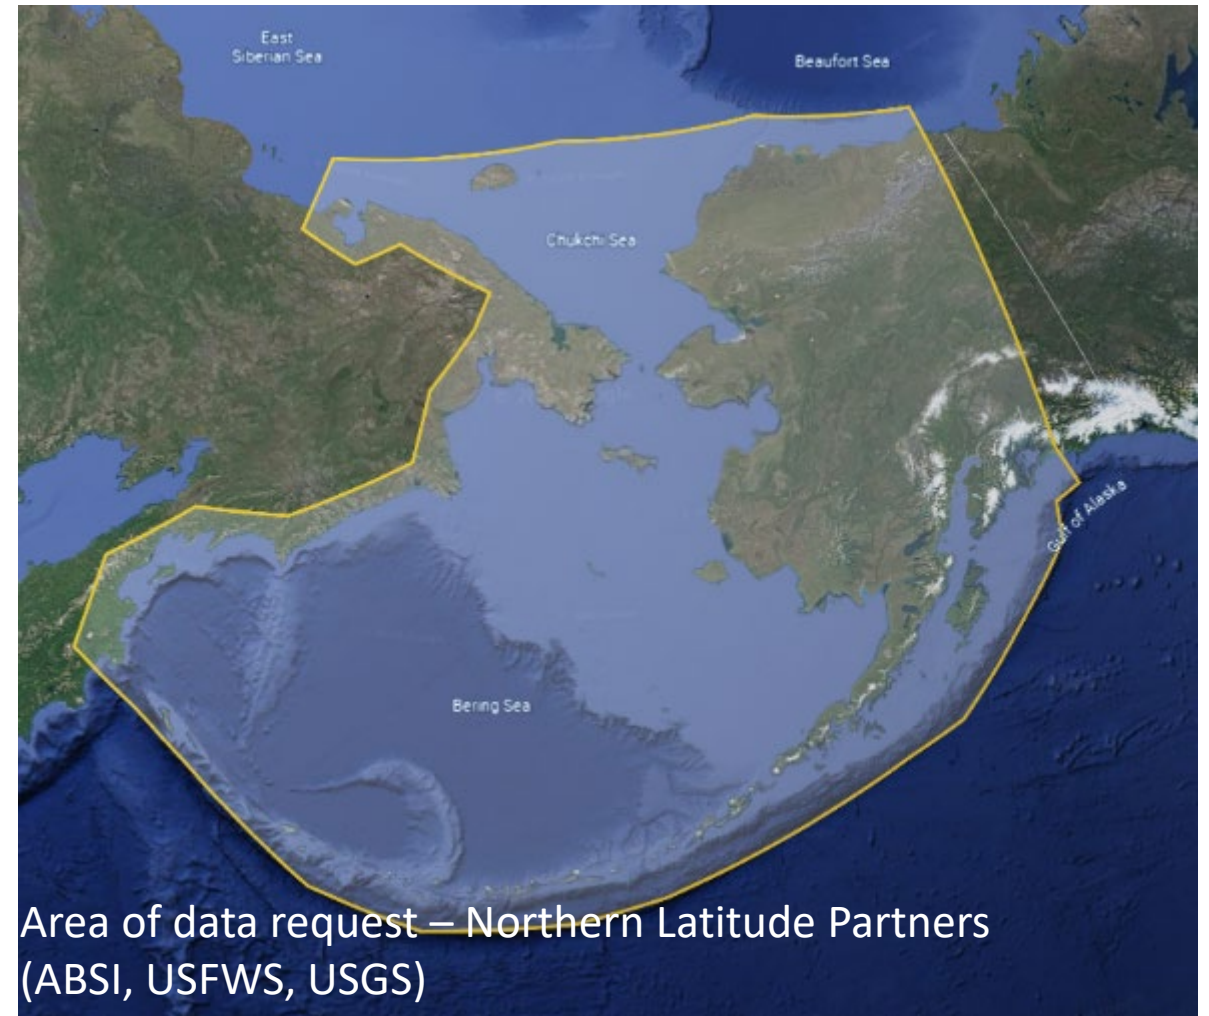 East
Siberian Sea
Beaufort Sea
Chukchi Sea
Gulf of Alaska
Bering Sea
Area of data request – Northern Latitude Partners
(ABSI, USFWS, USGS)